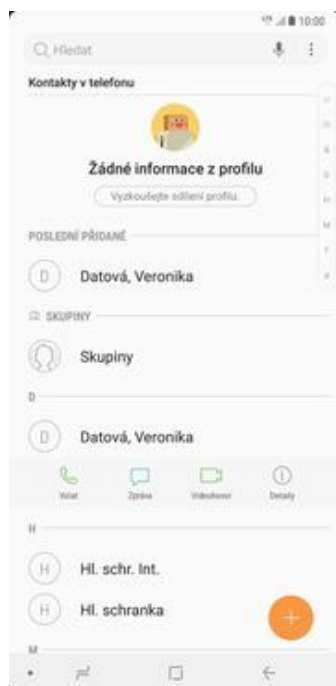 10:00
Hledat
Kontakty v telefonu
Žádné informace z profilu
Vyzkoušejte sdílení profilu.
POSLEDNÍ PŘIDANÉ
D Datová, Veronika
SKUPINY
Skupiny
D
D Datová, Veronika
Volat Zpráva Videohovor Detaily
H
H Hl. schr. Int.
H Hl. schranka
M